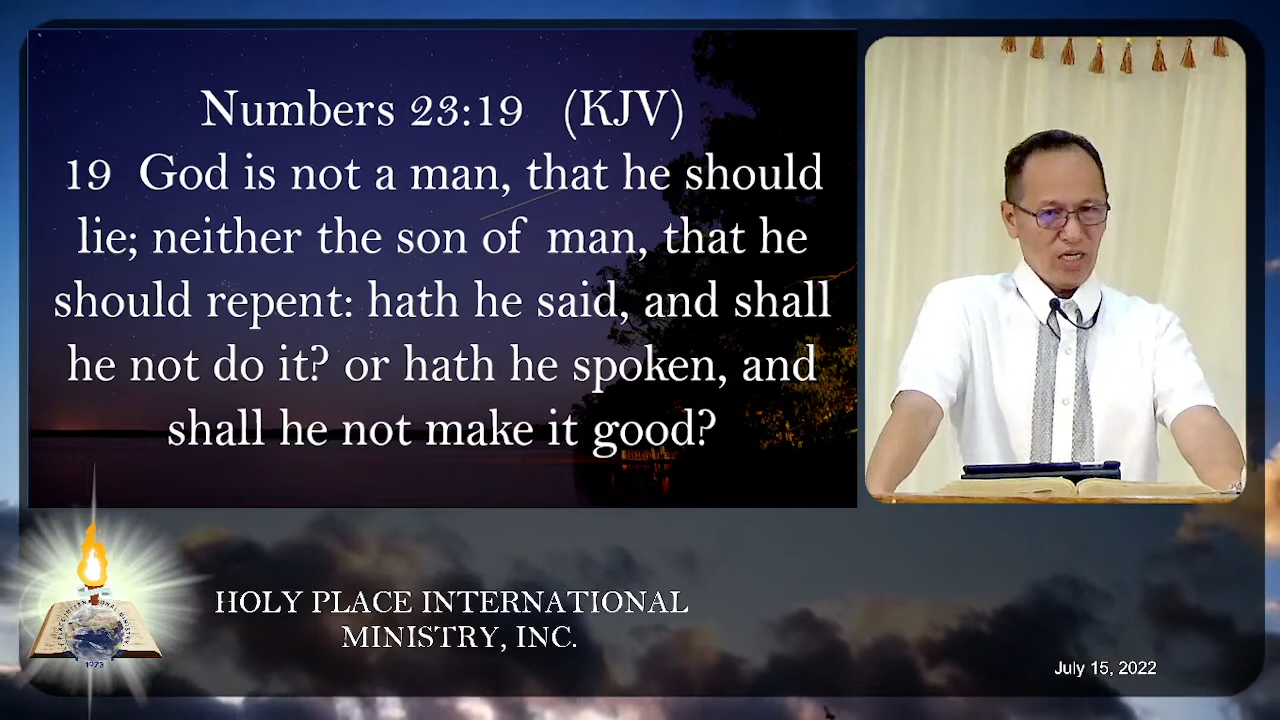 Numbers 23:19 (KJV)
19 God is not a man, that he should
lie; neither the son of man, that he
should repent: hath he said, and shall
he not do it? or hath he spoken, and
shall he not make it good?
HOLY PLACE INTERNATIONAL
MINISTRY, INC.
1973
July 15, 2022